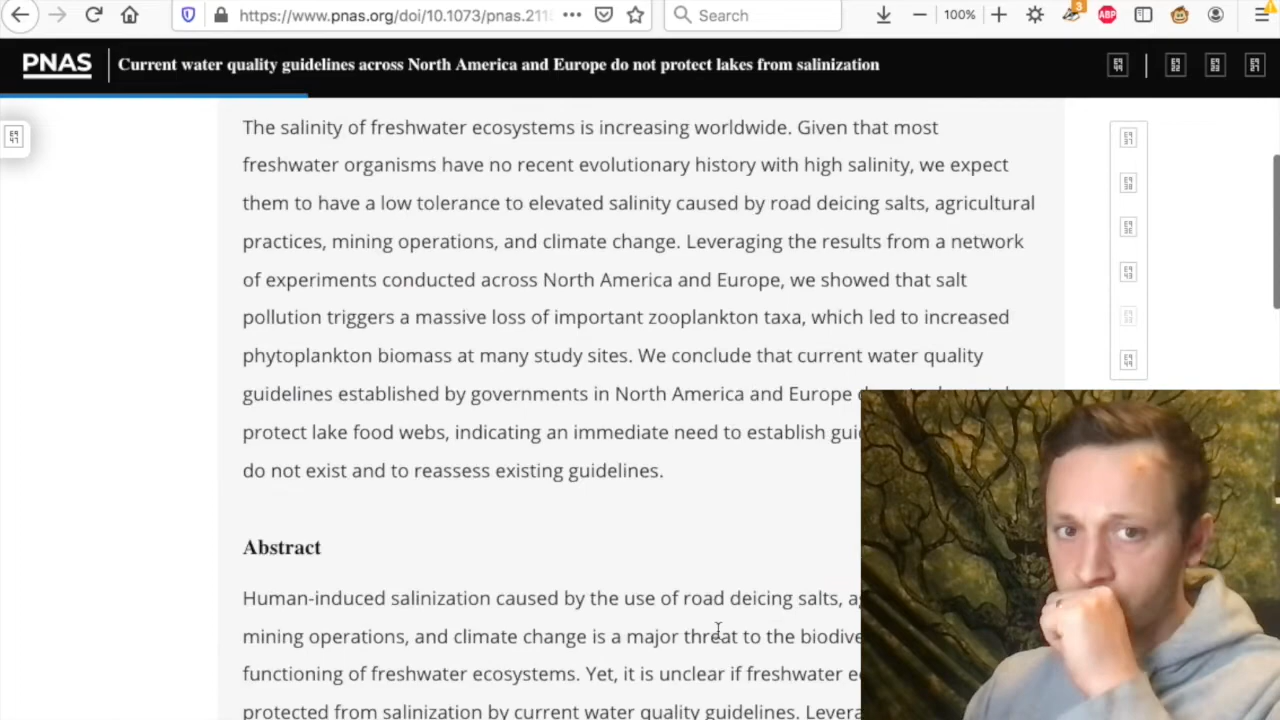 https://www.pnas.org/doi/10.1073/pnas.211
Search
100%
3
ABP
PNAS
Current water quality guidelines across North America and Europe do not protect lakes from salinization
The salinity of freshwater ecosystems is increasing worldwide. Given that most
freshwater organisms have no recent evolutionary history with high salinity, we expect
them to have a low tolerance to elevated salinity caused by road deicing salts, agricultural
practices, mining operations, and climate change. Leveraging the results from a network
of experiments conducted across North America and Europe, we showed that salt
pollution triggers a massive loss of important zooplankton taxa, which led to increased
phytoplankton biomass at many study sites. We conclude that current water quality
guidelines established by governments in North America and Europe
protect lake food webs, indicating an immediate need to establish
do not exist and to reassess existing guidelines.
Abstract
Human-induced salinization caused by the use of road deicing salts,
mining operations, and climate change is a major threat to the
functioning of freshwater ecosystems. Yet, it is unclear if freshwater
protected from salinization by current water quality guidelines.